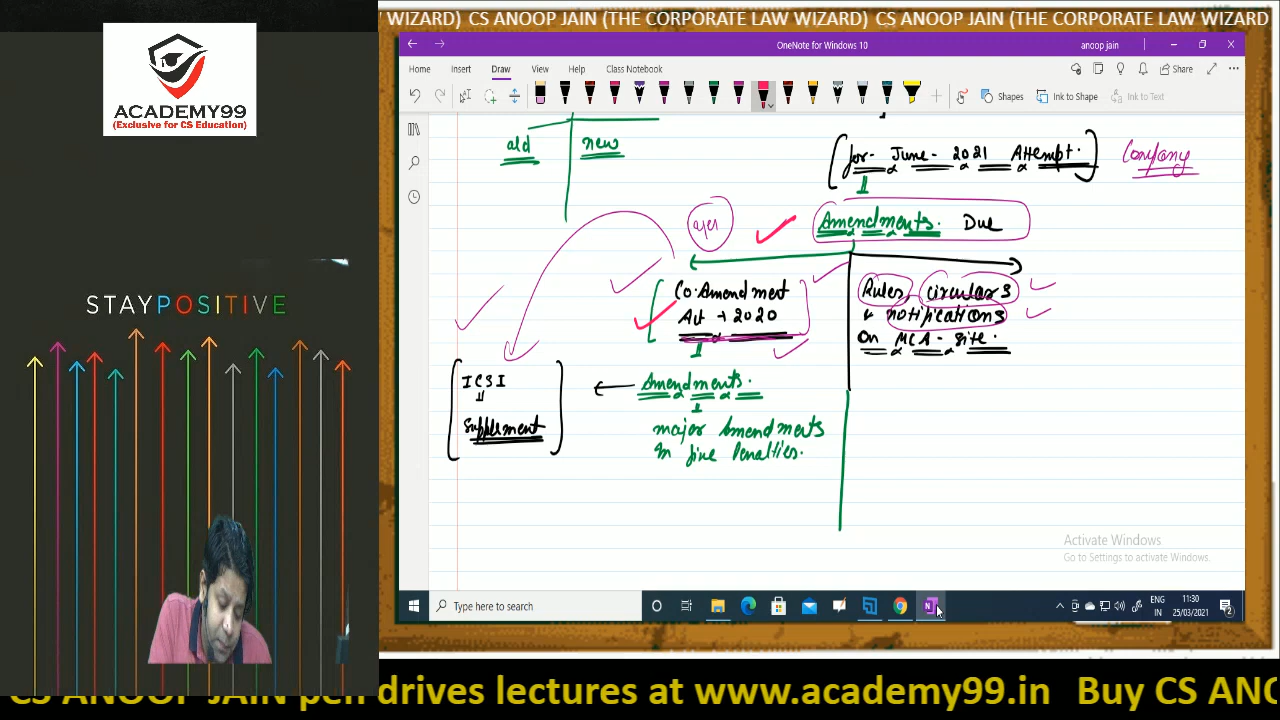 WIZARD) CS ANOOP JAIN (THE CORPORATE LAW WIZARD) CS ANOOP JAIN (THE CORPORATE LAW WIZARD
ACADEMY99
(Exclusive for CS Education)
STAYPOSITIVE
OneNote for Windows 10
anoop jain
Home Insert Draw View Help Class Notebook
Share
Shapes Ink to Shape Ink to Text
old new
[for June - 2021 Attempt.] Company
Amendments. Due
Co. Amendment
Act → 2020
Rules circulars
& notifications
On MCA - Site.
ICSI
Supplement
Amendments.
major Amendments
In fine Penalties.
Activate Windows
Go to Settings to activate Windows.
Type here to search
ENG
IN
11:30
25/03/2021
2
CS ANOOP JAIN pen drives lectures at www.academy99.in Buy CS ANO